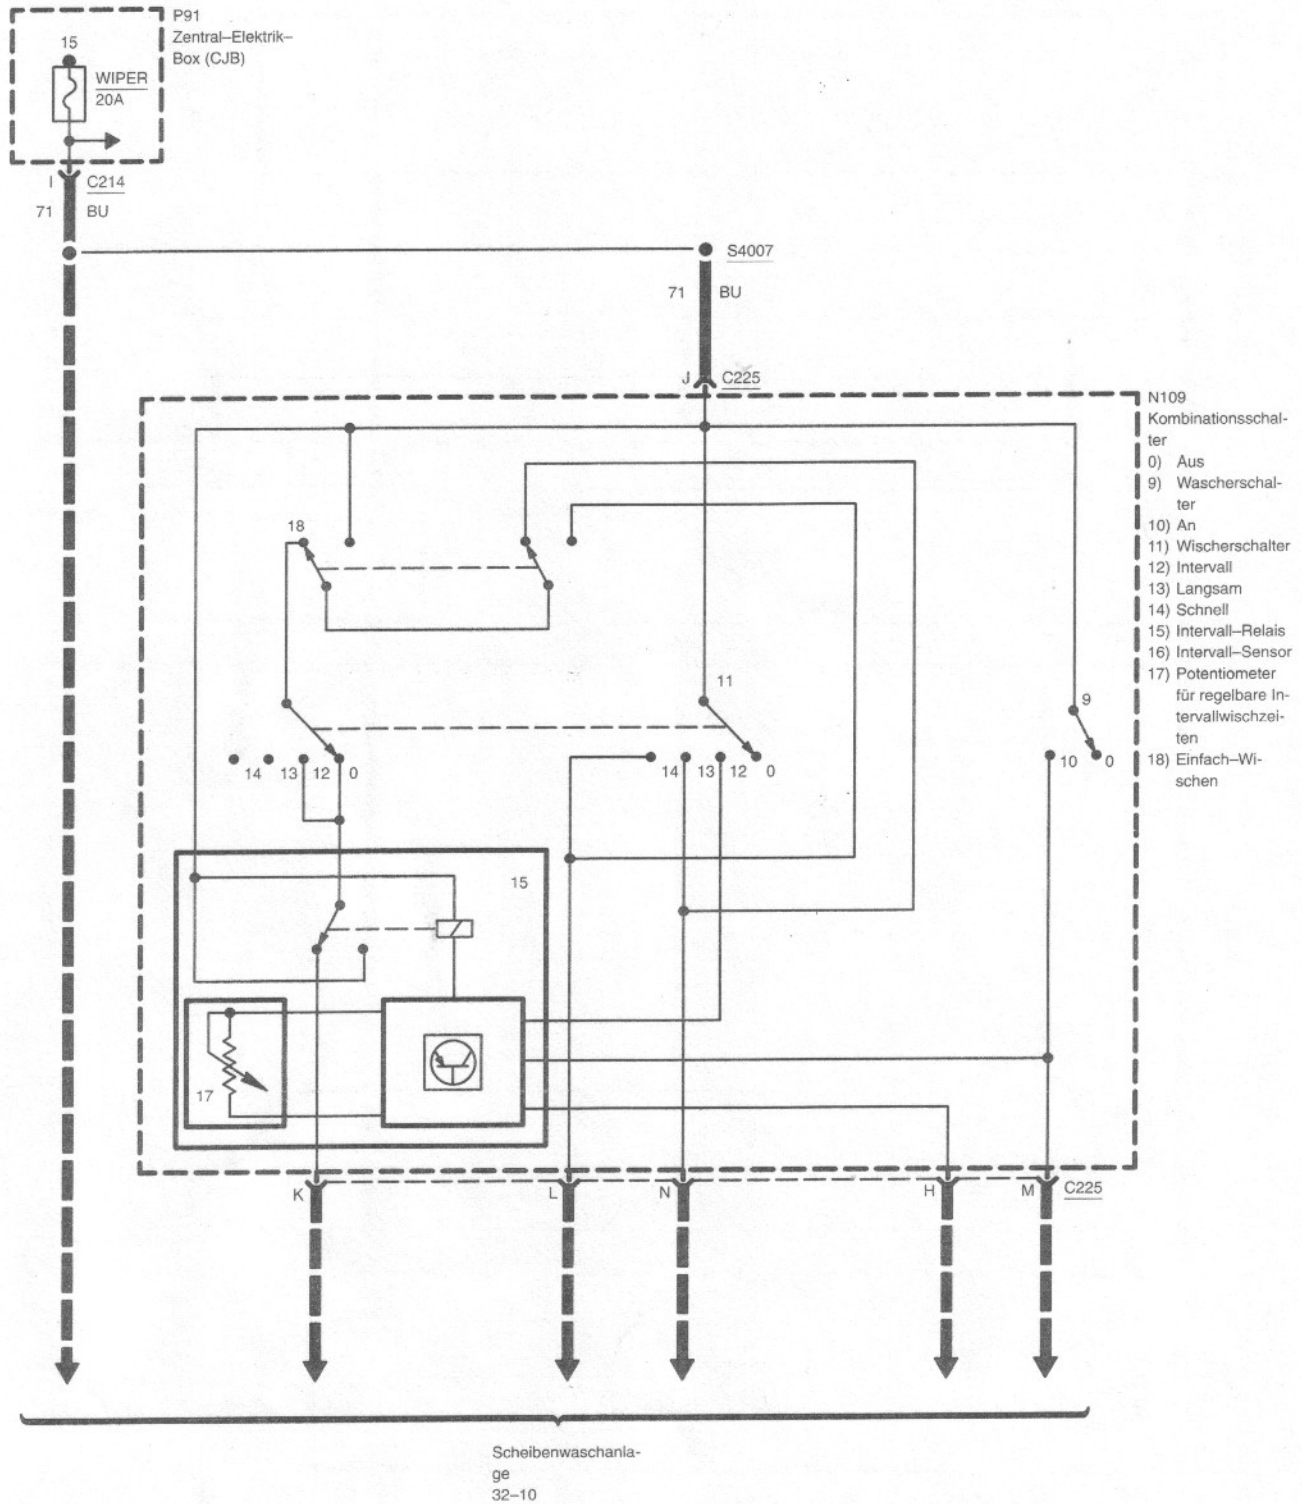 P91
Zentral–Elektrik–
Box (CJB)
15
WIPER
20A
I
C214
71
BU
S4007
71
BU
J
C225
N109
Kombinationsschal-
ter
0) Aus
9) Wascherschal-
ter
10) An
11) Wischerschalter
12) Intervall
13) Langsam
14) Schnell
15) Intervall–Relais
16) Intervall–Sensor
17) Potentiometer
für regelbare In-
tervallwischzei-
ten
18) Einfach–Wi-
schen
18
11
9
14 13 12 0
14 13 12 0
10 0
15
17
K
L
N
H
M
C225
Scheibenwaschanla-
ge
32–10